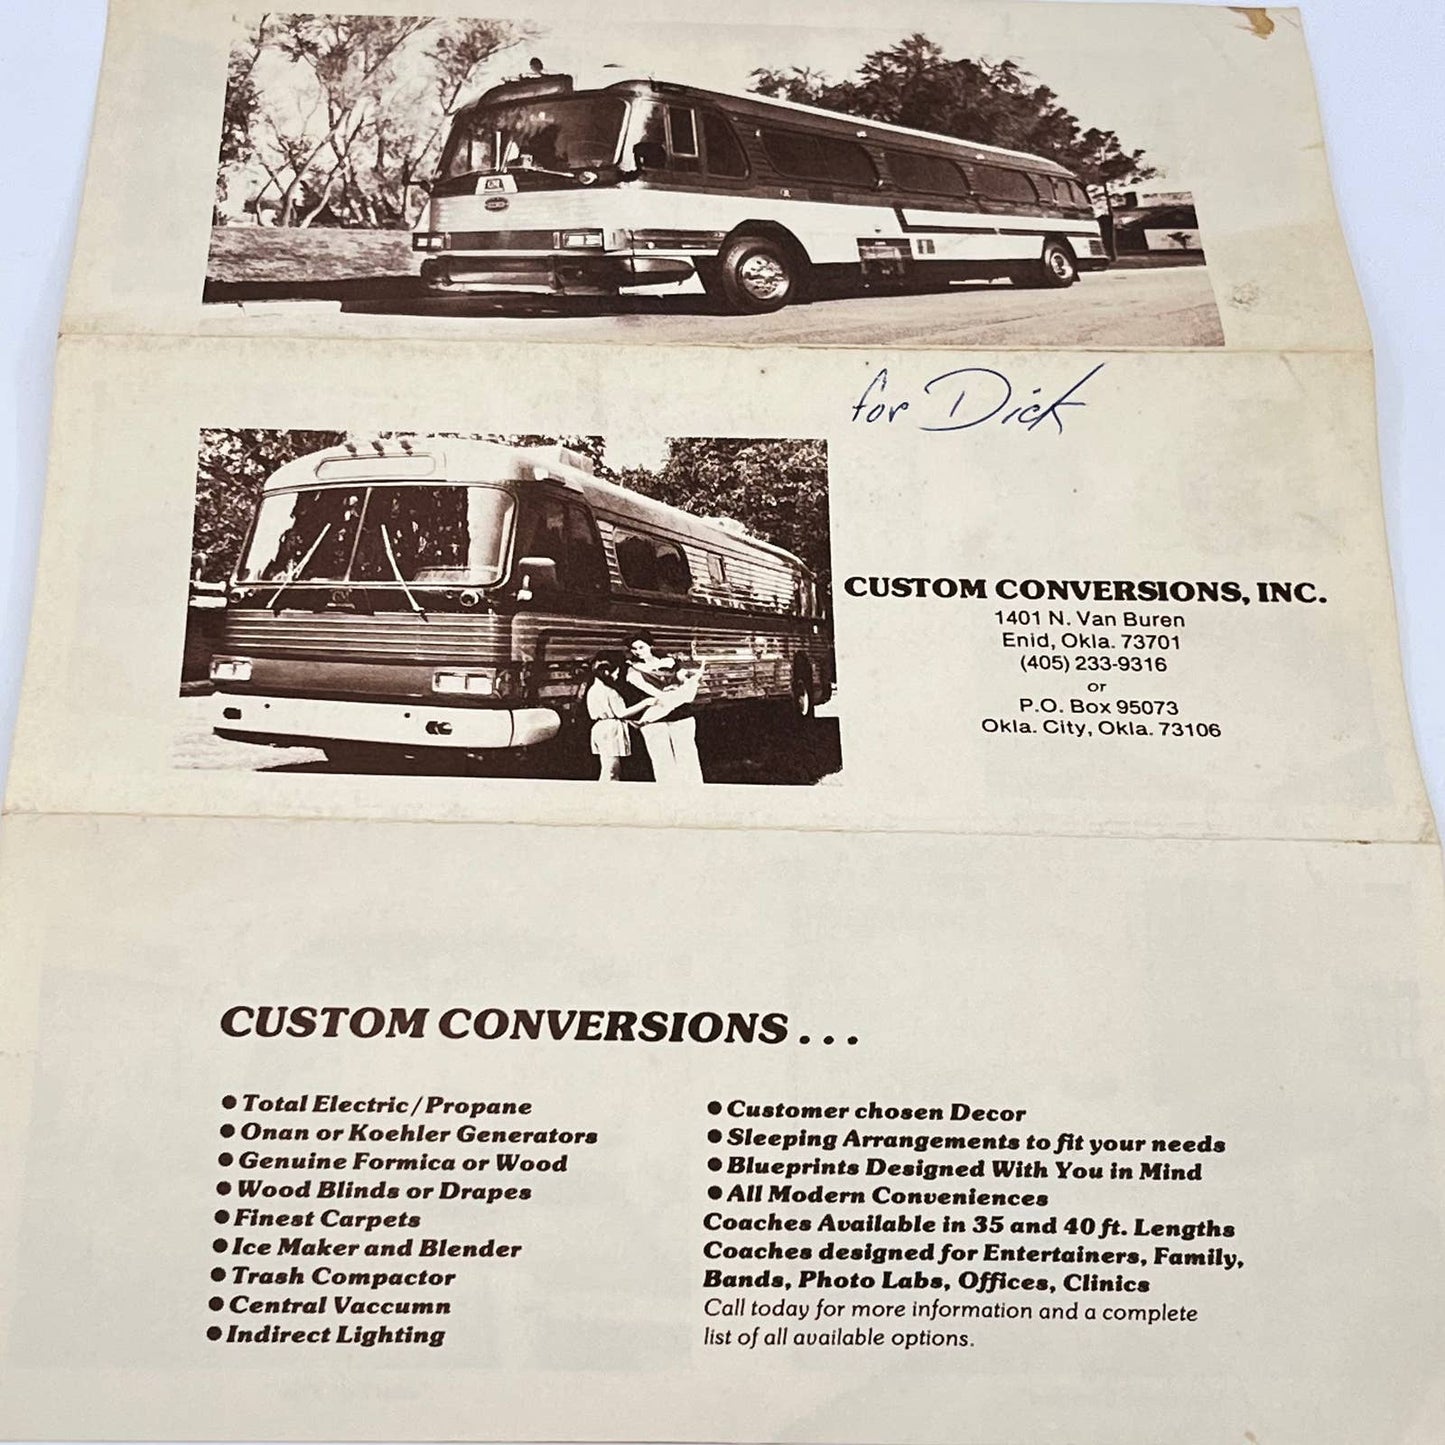 for Dick
CUSTOM CONVERSIONS, INC.
1401 N. Van Buren
Enid, Okla. 73701
(405) 233-9316
or
P.O. Box 95073
Okla. City, Okla. 73106
CUSTOM CONVERSIONS . . .
● Total Electric/Propane
● Onan or Koehler Generators
● Genuine Formica or Wood
● Wood Blinds or Drapes
● Finest Carpets
● Ice Maker and Blender
● Trash Compactor
● Central Vaccumn
● Indirect Lighting
● Customer chosen Decor
● Sleeping Arrangements to fit your needs
● Blueprints Designed With You in Mind
● All Modern Conveniences
Coaches Available in 35 and 40 ft. Lengths
Coaches designed for Entertainers, Family,
Bands, Photo Labs, Offices, Clinics
Call today for more information and a complete
list of all available options.